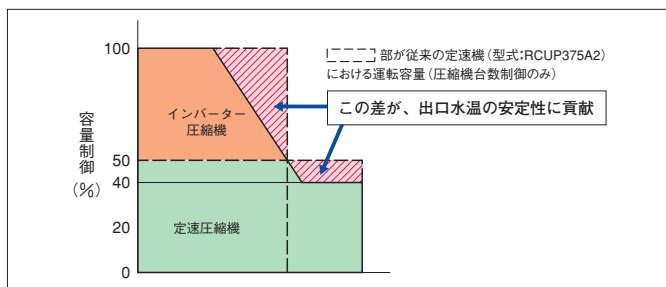 100
50
40
20
0
容量制御
(%)
インバーター
圧縮機
定速圧縮機
部が従来の定速機(型式:RCUP375A2)
における運転容量(圧縮機台数制御のみ)
この差が、出口水温の安定性に貢献